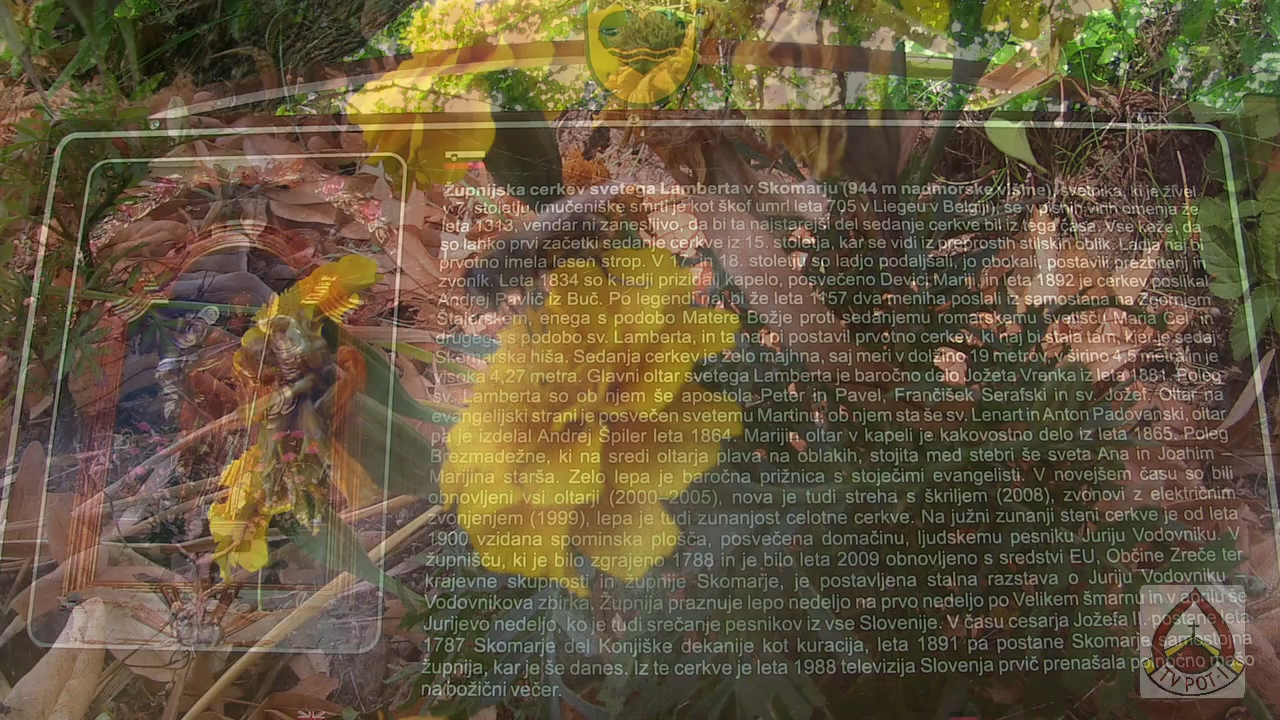 Župnijska cerkev svetega Lamberta v Skomarju (944 m nadmorske višine), svetnika, ki je živel
v 7. stoletju, mučeniške smrti je kot škof umrl leta 705 v Liegeu v Belgiji), se v pisnih virih omenja že
leta 1313, vendar ni zanesljivo, da bi ta najstarejši del sedanje cerkve bil iz tega časa. Vse kaže, da
so lahko prvi začetki sedanje cerkve iz 15. stoletja, kar se vidi iz preprostih stilskih oblik. Ladja je
prvotno imela lesen strop. V 18. stoletju so ladjo podaljšali, jo obokali, postavili prezbiterij in
zvonik. Leta 1834 so k ladji prizidali kapelo, posvečeno Devici Mariji. Leta 1892 je cerkev poslikal
Andrej Pavlič iz Buč. Po legendi naj bi že leta 1157 dva meniha poslali iz samostana na Zgornjem
Štajerskem, enega s podobo Matere Božje proti sedanjemu romarskemu svetišču Maria Celj in
drugega s podobo sv. Lamberta, in ta naj bi postavil prvotno cerkev, ki naj bi stala tam, kjer je sedaj
Skomarska hiša. Sedanja cerkev je zelo majhna, saj meri v dolžino 19 metrov, v širino 4,5 metra in je
visoka 4,27 metra. Glavni oltar svetega Lamberta je baročno delo Jožeta Vrenka iz leta 1881. Poleg
sv. Lamberta so ob njem še apostola Peter in Pavel, Frančišek Serafski in sv. Jožef. Oltar na
evangelijski strani je posvečen svetemu Martinu, ob njem sta še sv. Lenart in Anton Padovanski, oltar
pa je izdelal Andrej Špiler leta 1864. Marijin oltar v kapeli je kakovostno delo iz leta 1865. Poleg
Brezmadežne, ki na sredi oltarja plava na oblakih, stojita med stebri še sveta Ana in Joahim –
Marijina starša. Zelo lepa je baročna prižnica s stoječimi evangelisti. V novejšem času so bili
obnovljeni vsi oltarji (2000–2005), nova je tudi streha s škriljem (2008), zvonovi z električnim
zvonjenjem (1999), lepa je tudi zunanjost celotne cerkve. Na južni zunanji steni cerkve je od leta
1900 vzidana spominska plošča, posvečena domačinu, ljudskemu pesniku Juriju Vodovniku. V
župnišču, ki je bilo zgrajeno 1788 in je bilo leta 2009 obnovljeno s sredstvi EU, Občine Zreče ter
krajevne skupnosti in župnije Skomarje, je postavljena stalna razstava o Juriju Vodovniku –
Vodovnikova zbirka. Župnija praznuje lepo nedeljo na prvo nedeljo po Velikem šmarnu in v aprilu še
Jurijevo nedeljo, ko je tudi srečanje pesnikov iz vse Slovenije. V času cesarja Jožefa II. postane leta
1787 Skomarje del Konjiške dekanije kot kuracija, leta 1891 pa postane Skomarje samostojna
župnija, kar je še danes. Iz te cerkve je leta 1988 televizija Slovenija prvič prenašala polnočno mašo
na božični večer.
TV POT-1